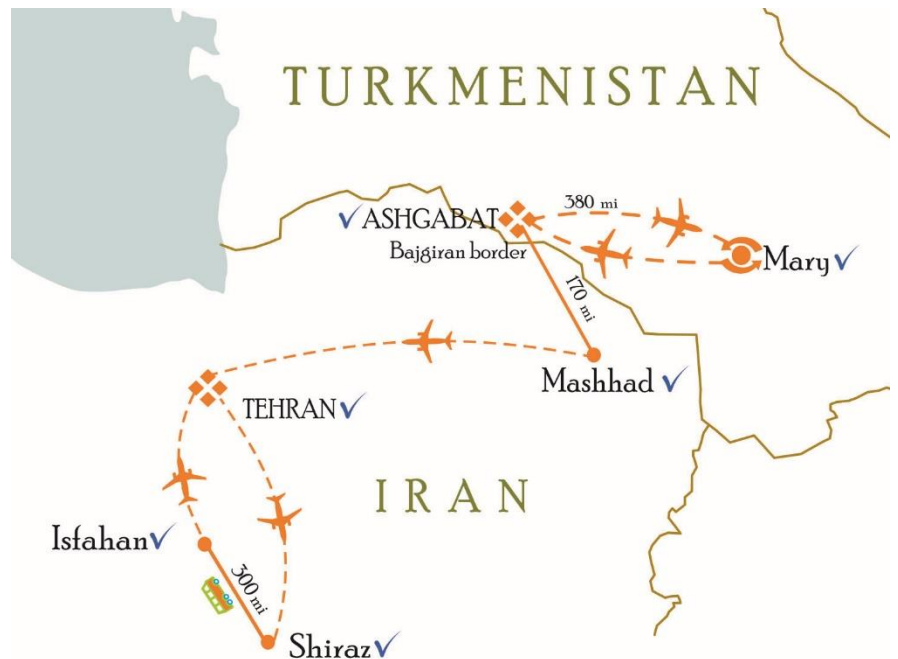 TURKMENISTAN
380 mi
ASHGABAT
Bajgiran border
Mary
170 mi
Mashhad
TEHRAN
IRAN
Isfahan
300 mi
Shiraz